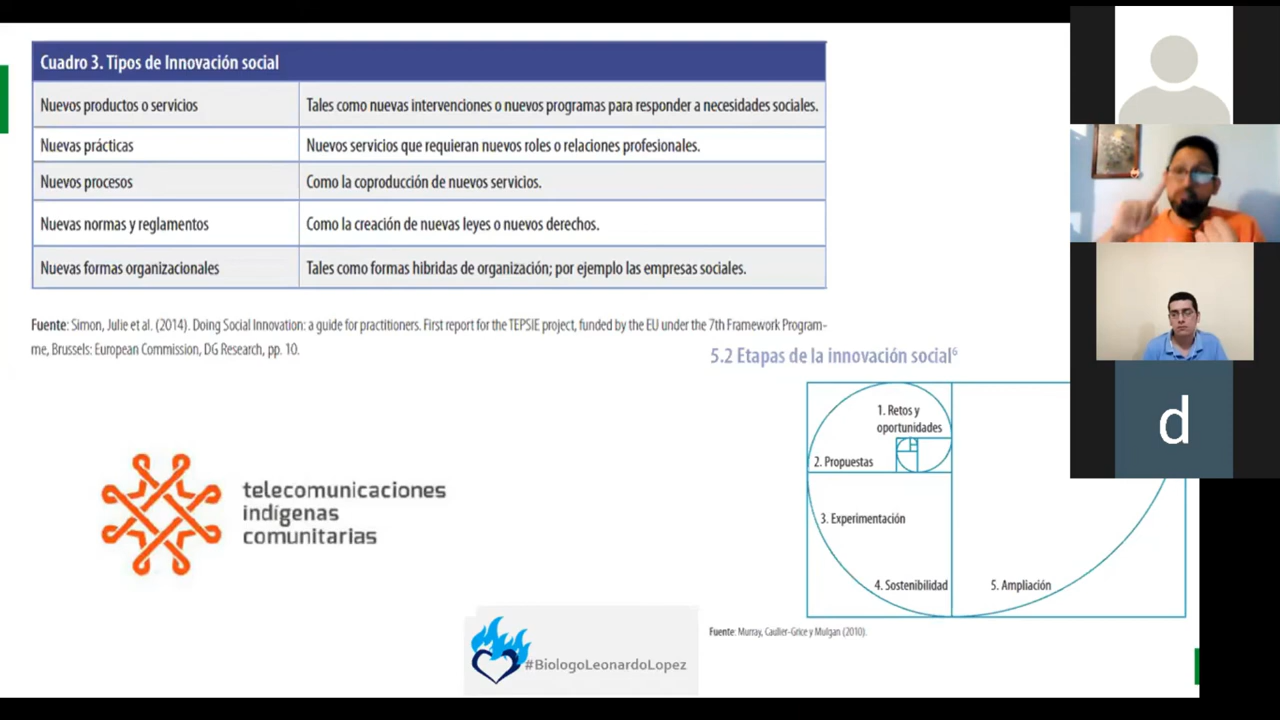 Cuadro 3. Tipos de Innovación social
Nuevos productos o servicios
Tales como nuevas intervenciones o nuevos programas para responder a necesidades sociales.
Nuevas prácticas
Nuevos servicios que requieran nuevos roles o relaciones profesionales.
Nuevos procesos
Como la coproducción de nuevos servicios.
Nuevas normas y reglamentos
Como la creación de nuevas leyes o nuevos derechos.
Nuevas formas organizacionales
Tales como formas hibridas de organización; por ejemplo las empresas sociales.
Fuente: Simon, Julie et al. (2014). Doing Social Innovation: a guide for practitioners. First report for the TEPSIE project, funded by the EU under the 7th Framework Program-
me, Brussels: European Commission, DG Research, pp. 10.
5.2 Etapas de la innovación social⁶
1. Retos y
oportunidades
2. Propuestas
3. Experimentación
4. Sostenibilidad
5. Ampliación
Fuente: Murray, Caulier-Grice y Mulgan (2010).
telecomunicaciones
indígenas
comunitarias
#BiologoLeonardoLopez
d